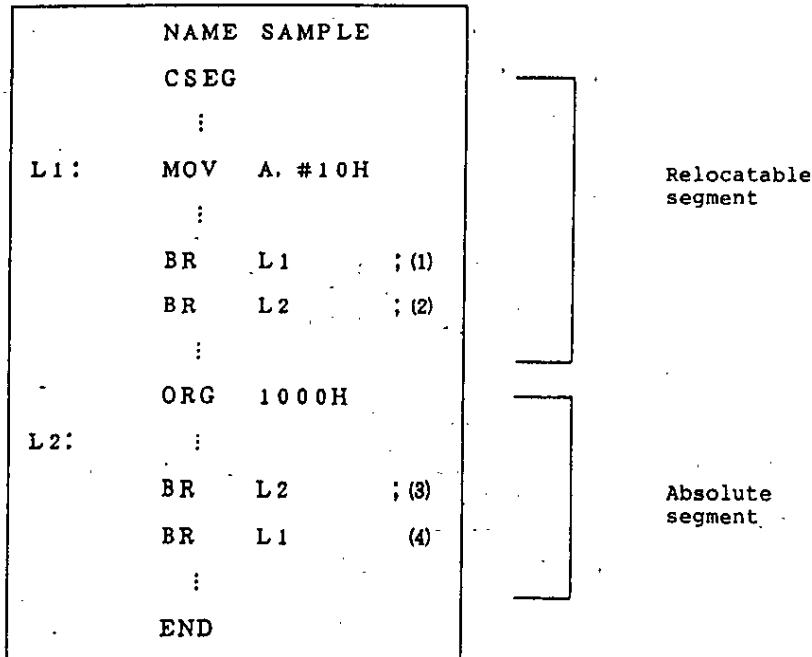 NAME SAMPLE
CSEG
⋮
L1: MOV A, #10H
⋮
BR L1 ; (1)
BR L2 ; (2)
⋮
ORG 1000H
L2: ⋮
BR L2 ; (3)
BR L1 (4)
⋮
END
Relocatable
segment
Absolute
segment